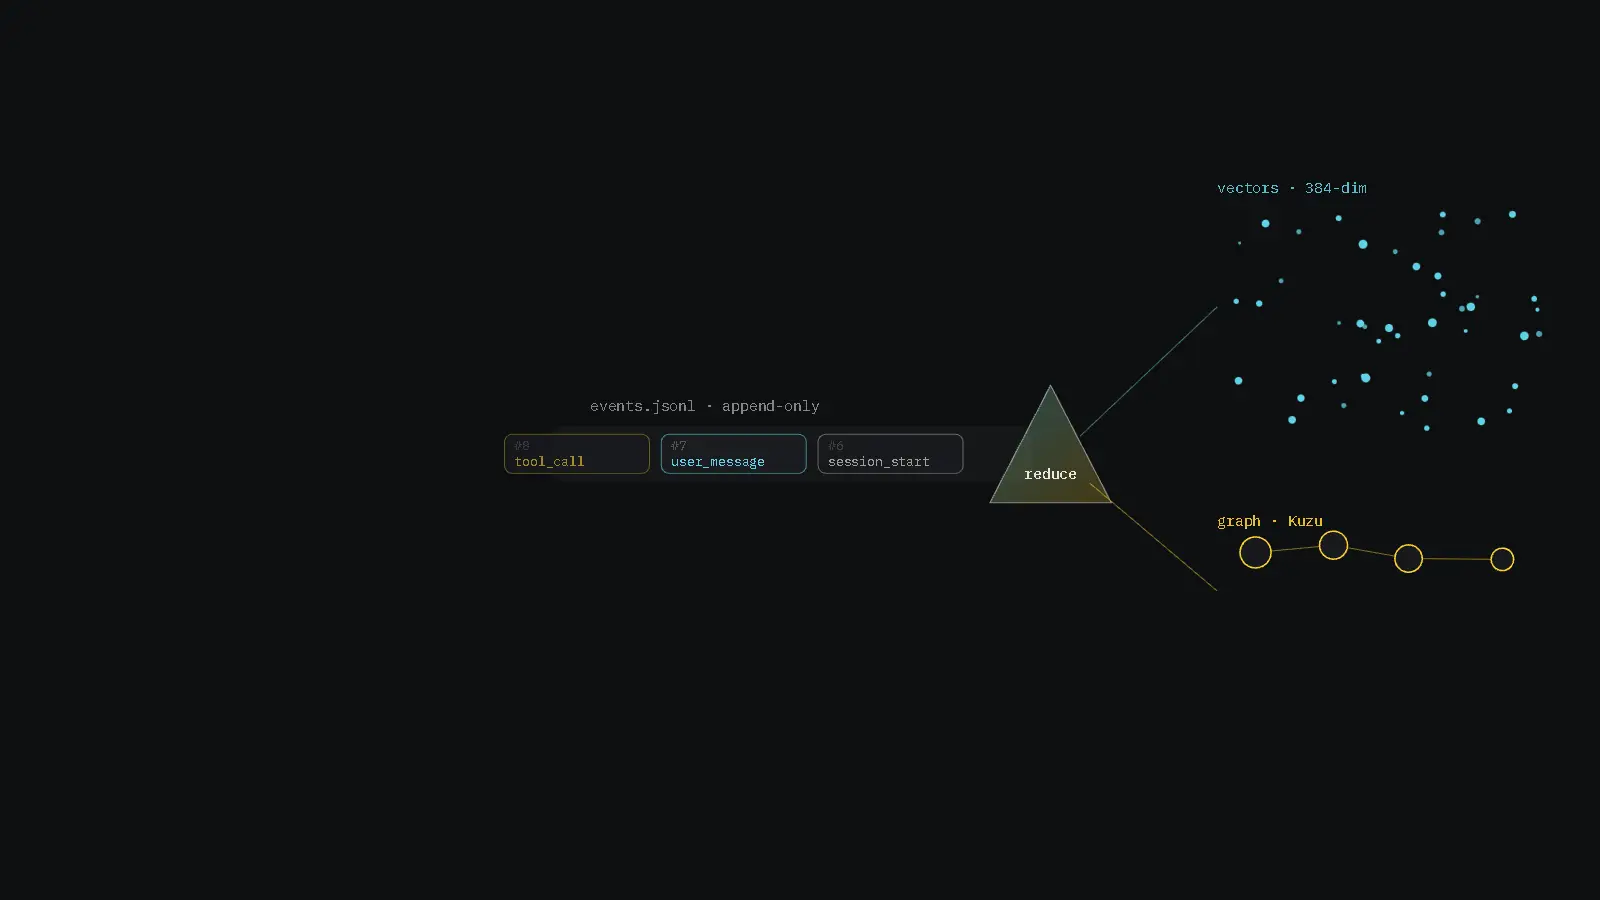 vectors · 384-dim
events.jsonl · append-only
#8
tool_call
#7
user_message
#6
session_start
reduce
graph · Kuzu